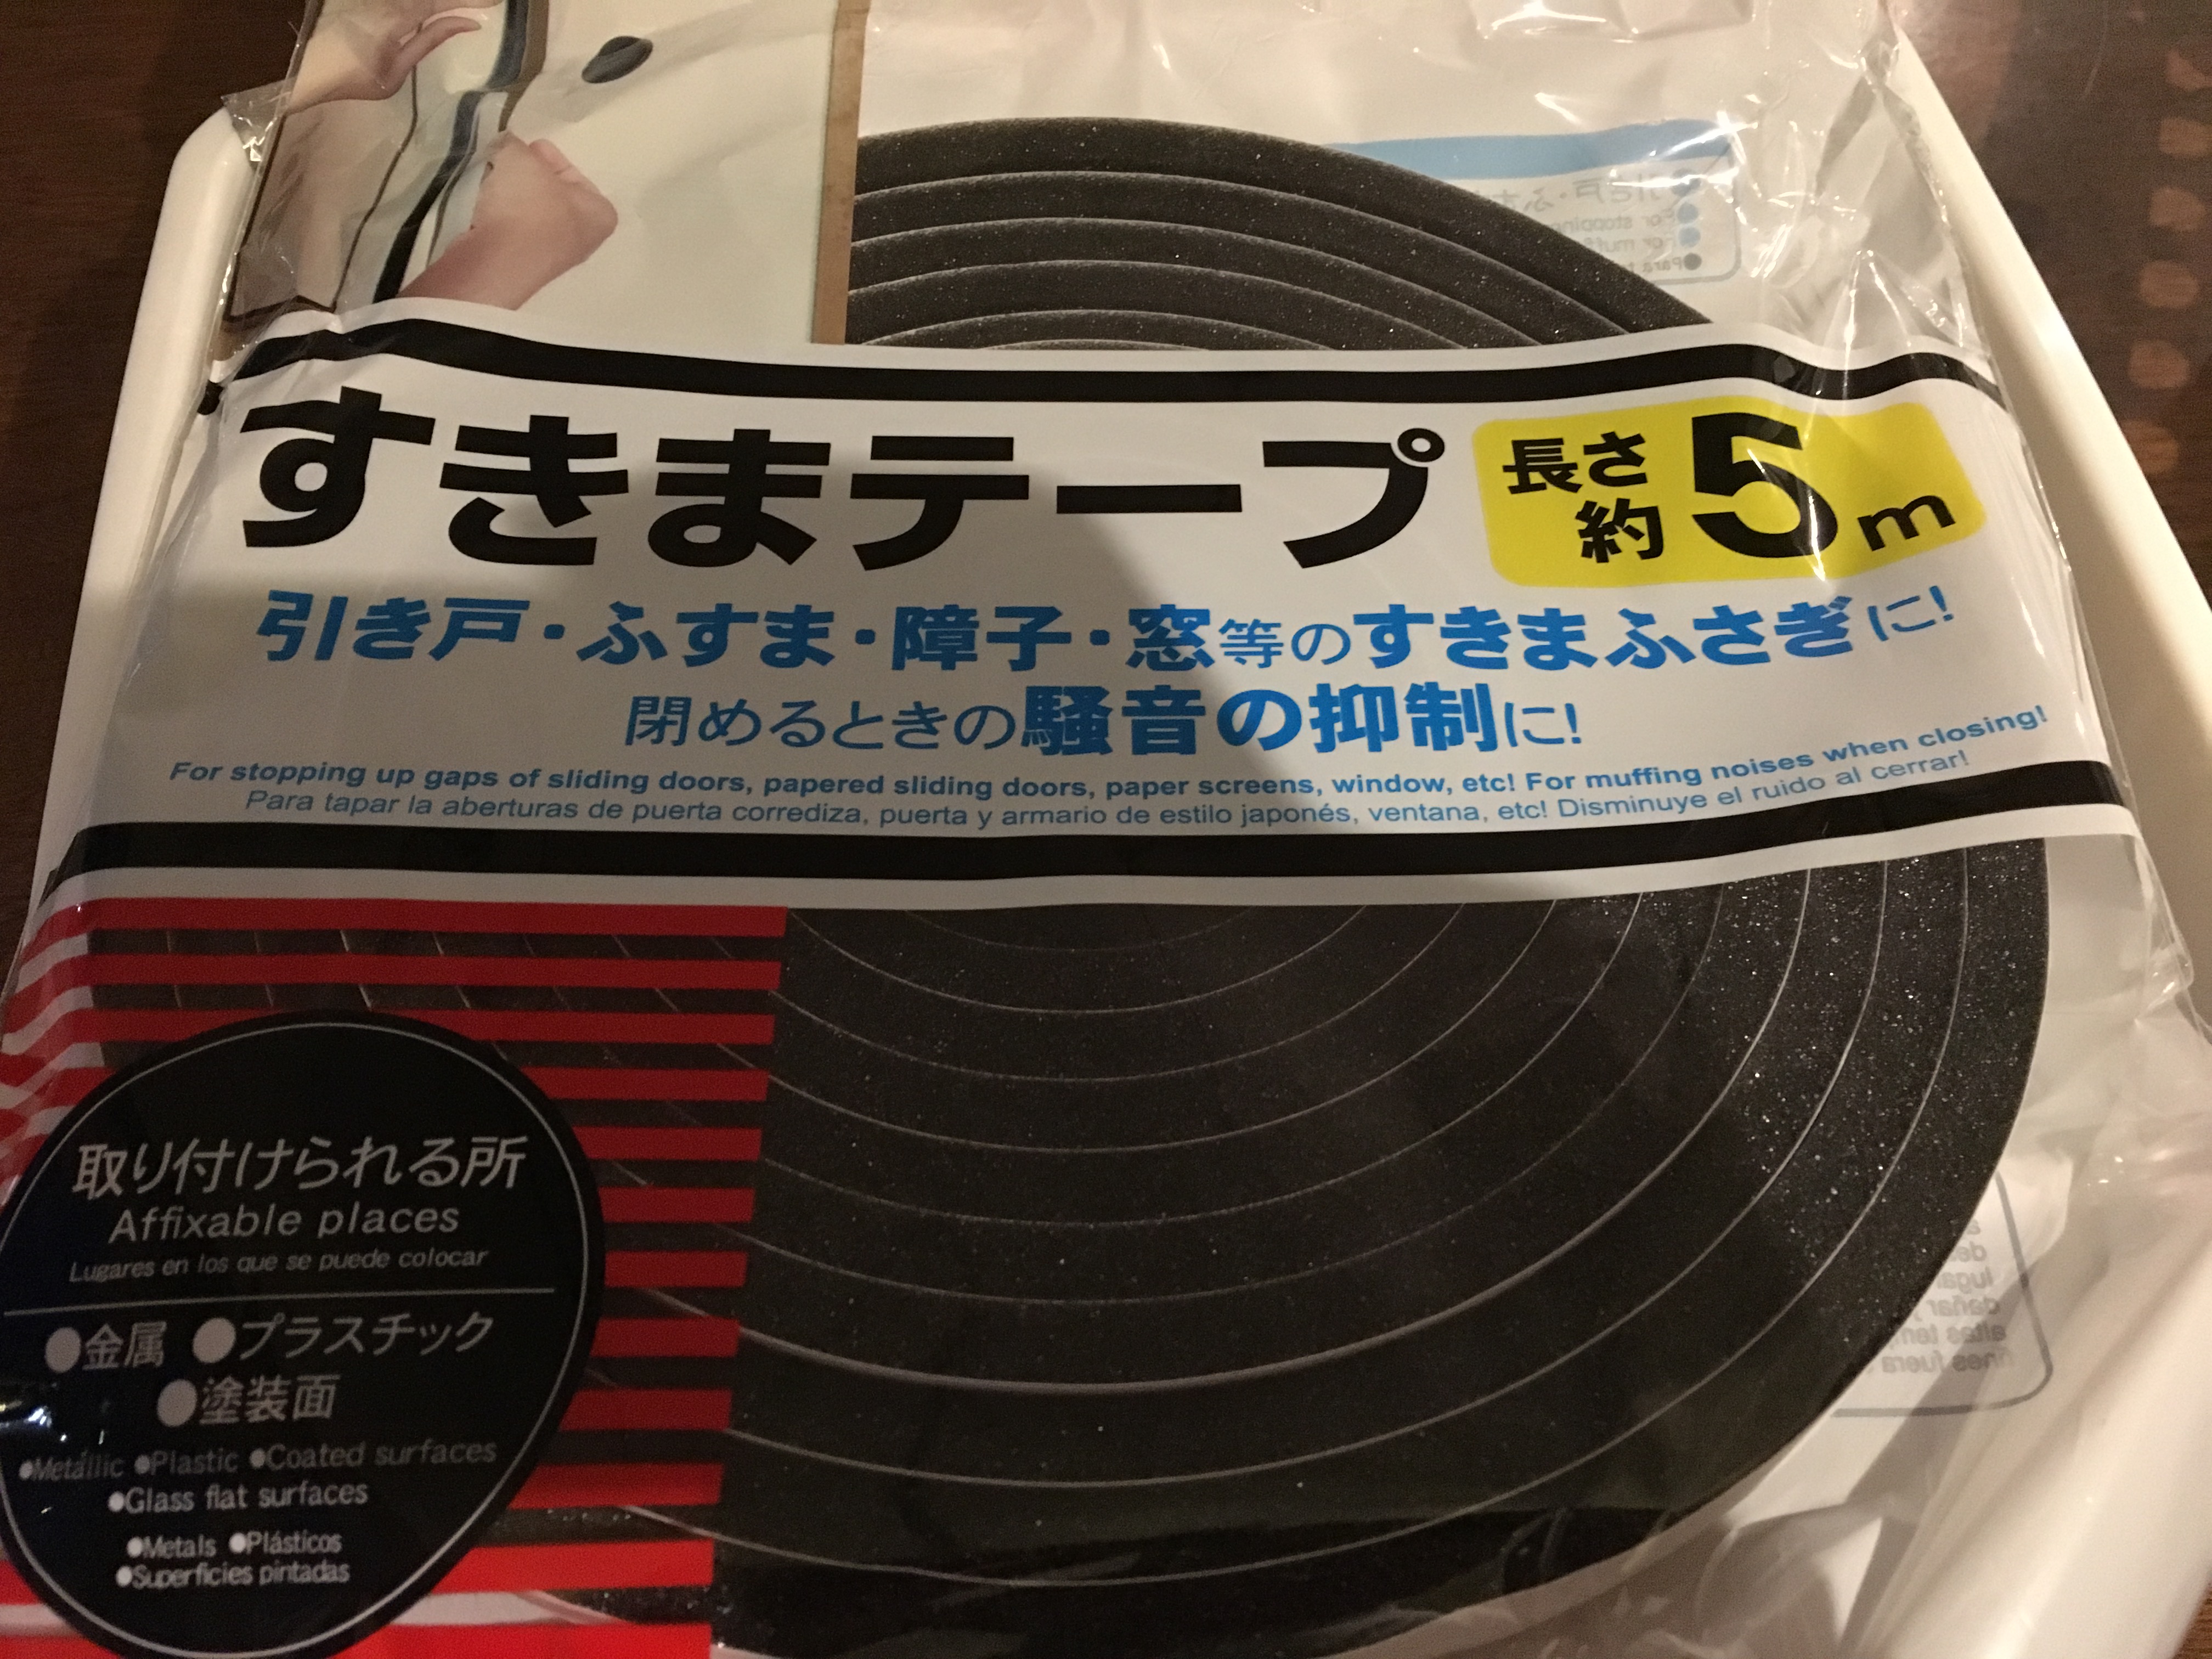 すきまテープ
長さ
約5m
引き戸・ふすま・障子・窓等のすきまふさぎに!
閉めるときの騒音の抑制に!
For stopping up gaps of sliding doors, papered sliding doors, paper screens, window, etc! For muffing noises when closing!
Para tapar la aberturas de puerta corrediza, puerta y armario de estilo japonés, ventana, etc! Disminuye el ruido al cerrar!
取り付けられる所
Affixable places
Lugares en los que se puede colocar
●金属 ●プラスチック
●塗装面
●Metallic ●Plastic ●Coated surfaces
●Glass flat surfaces
●Metals ●Plásticos
●Superficies pintadas